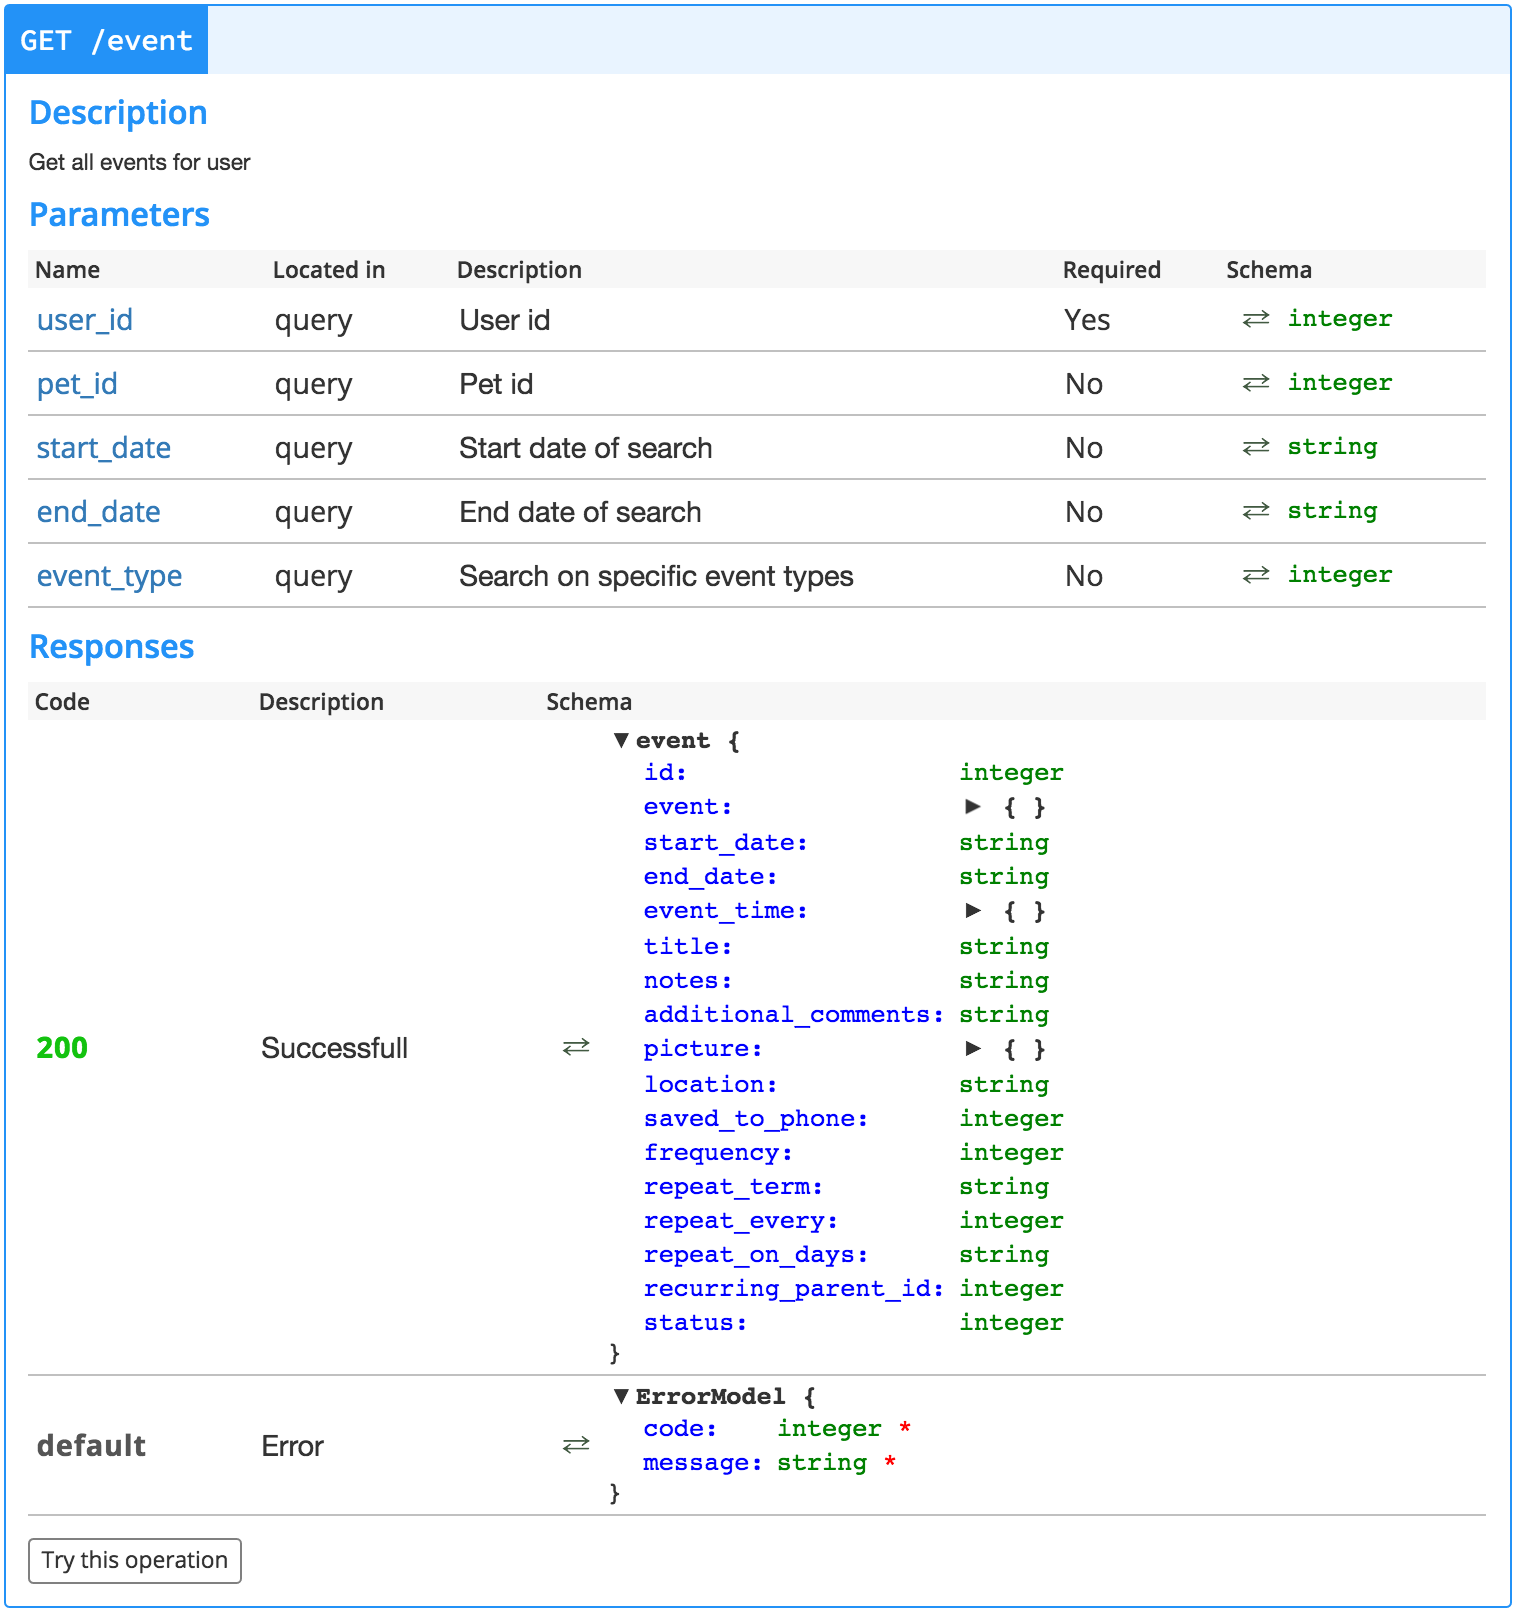 GET /event
Description
Get all events for user
Parameters
Name Located in Description Required Schema
user_id query User id Yes ⇄ integer
pet_id query Pet id No ⇄ integer
start_date query Start date of search No ⇄ string
end_date query End date of search No ⇄ string
event_type query Search on specific event types No ⇄ integer
Responses
Code Description Schema
▼ event {
id: integer
event: ▶ { }
start_date: string
end_date: string
event_time: ▶ { }
title: string
notes: string
additional_comments: string
200 Successfull ⇄ picture: ▶ { }
location: string
saved_to_phone: integer
frequency: integer
repeat_term: string
repeat_every: integer
repeat_on_days: string
recurring_parent_id: integer
status: integer
}
▼ ErrorModel {
code: integer *
default Error ⇄ message: string *
}
Try this operation